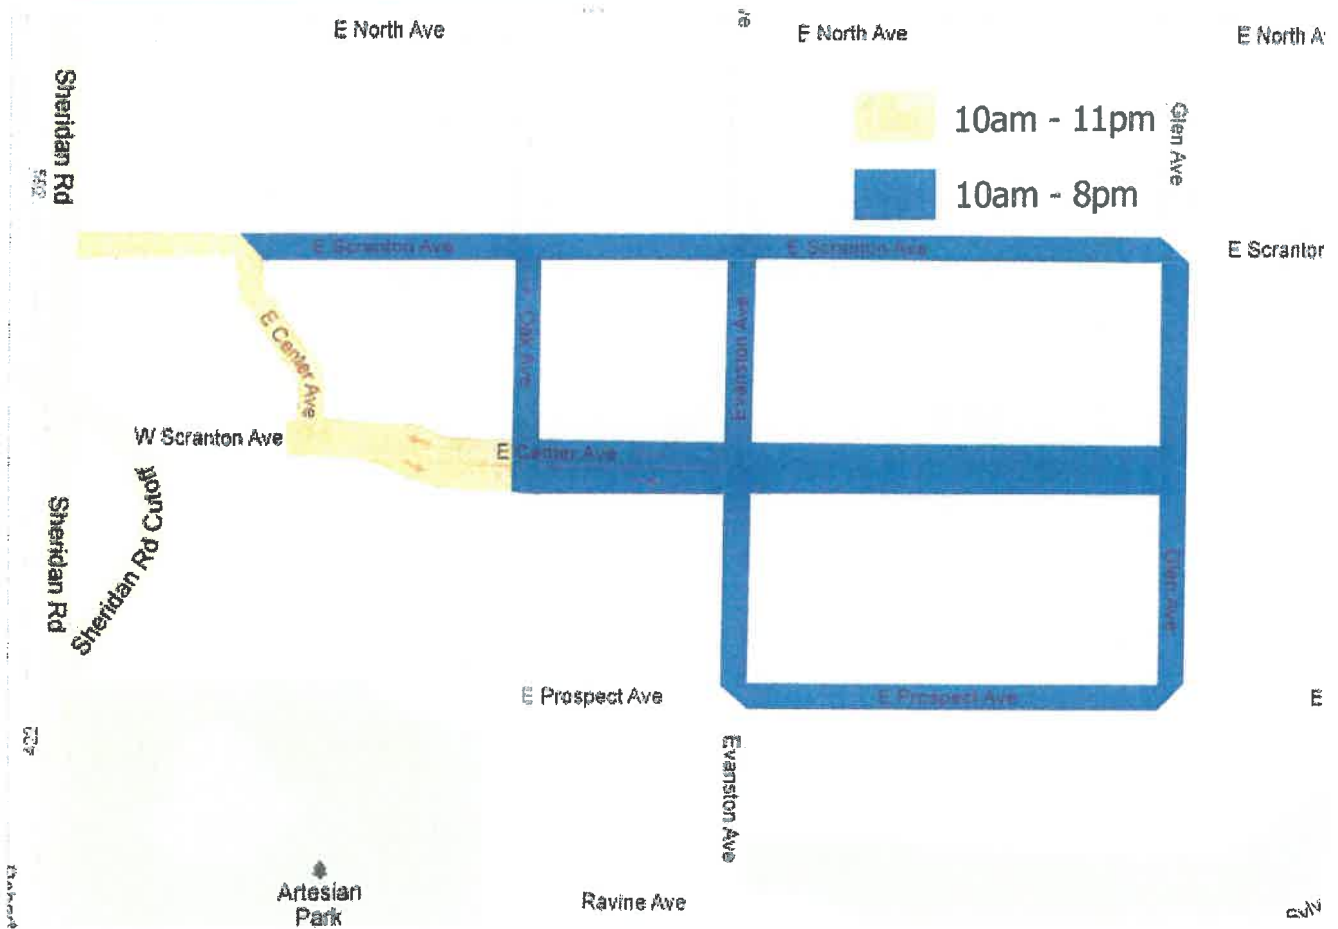 E North Ave
E North Ave
E North A
Sheridan Rd
10am - 11pm
Glen Ave
10am - 8pm
E Scranton Ave
E Scranton Ave
E Scranton
Oak Ave
Evanston Ave
E Center Ave
W Scranton Ave
E Center Ave
Sheridan Rd Cutoff
Sheridan Rd
Glen Ave
E Prospect Ave
E Prospect Ave
E
Evanston Ave
Artesian
Park
Ravine Ave